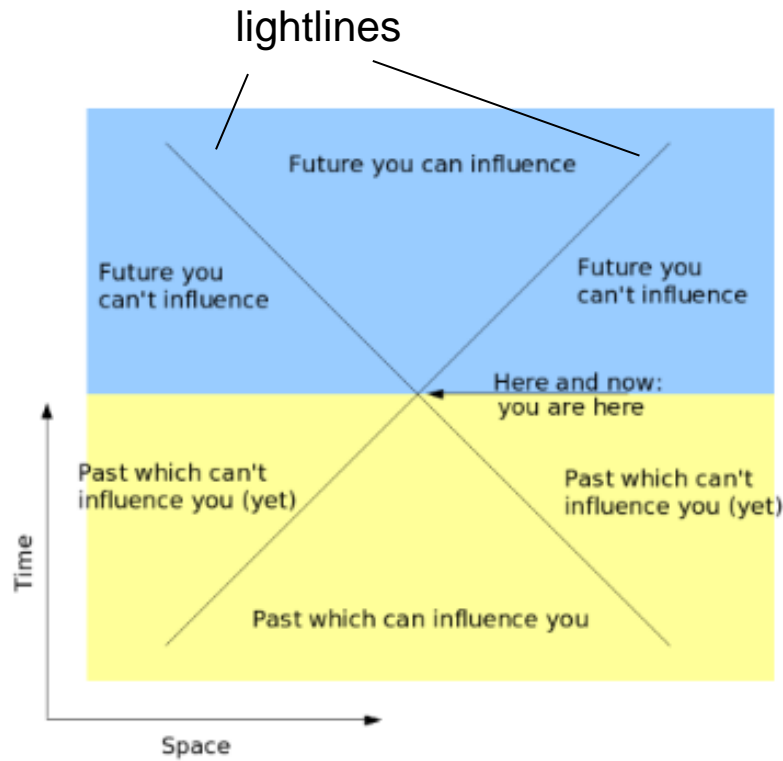 lightlines
Future you can influence
Future you
can't influence
Future you
can't influence
Here and now:
you are here
Past which can't
influence you (yet)
Past which can't
influence you (yet)
Past which can influence you
Time
Space